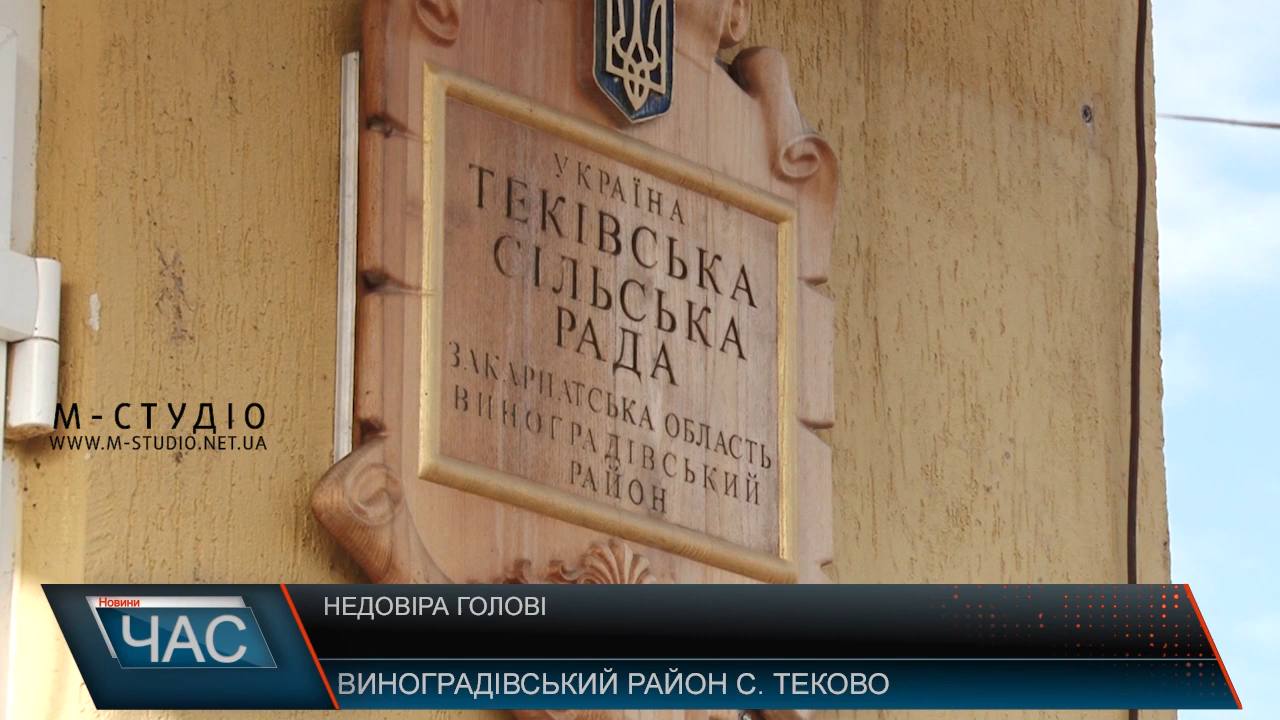 УКРАЇНА
ТЕКІВСЬКА
СІЛЬСЬКА
РАДА
ЗАКАРПАТСЬКА ОБЛАСТЬ
ВИНОГРАДІВСЬКИЙ
РАЙОН
М-СТУДІО
WWW.M-STUDIO.NET.UA
Новини
ЧАС
НЕДОВІРА ГОЛОВІ
ВИНОГРАДІВСЬКИЙ РАЙОН С. ТЕКОВО